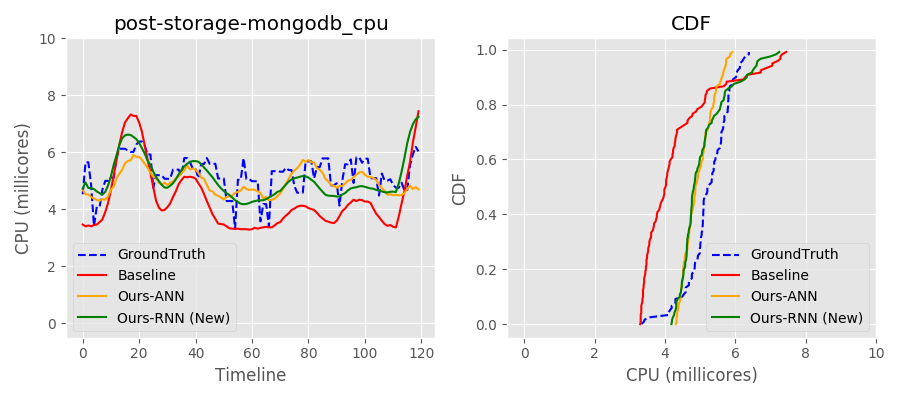 post-storage-mongodb_cpu
CPU (millicores)
10
8
6
4
2
0
GroundTruth
Baseline
Ours-ANN
Ours-RNN (New)
0 20 40 60 80 100 120
Timeline
CDF
CDF
1.0
0.8
0.6
0.4
0.2
0.0
GroundTruth
Baseline
Ours-ANN
Ours-RNN (New)
0 2 4 6 8 10
CPU (millicores)